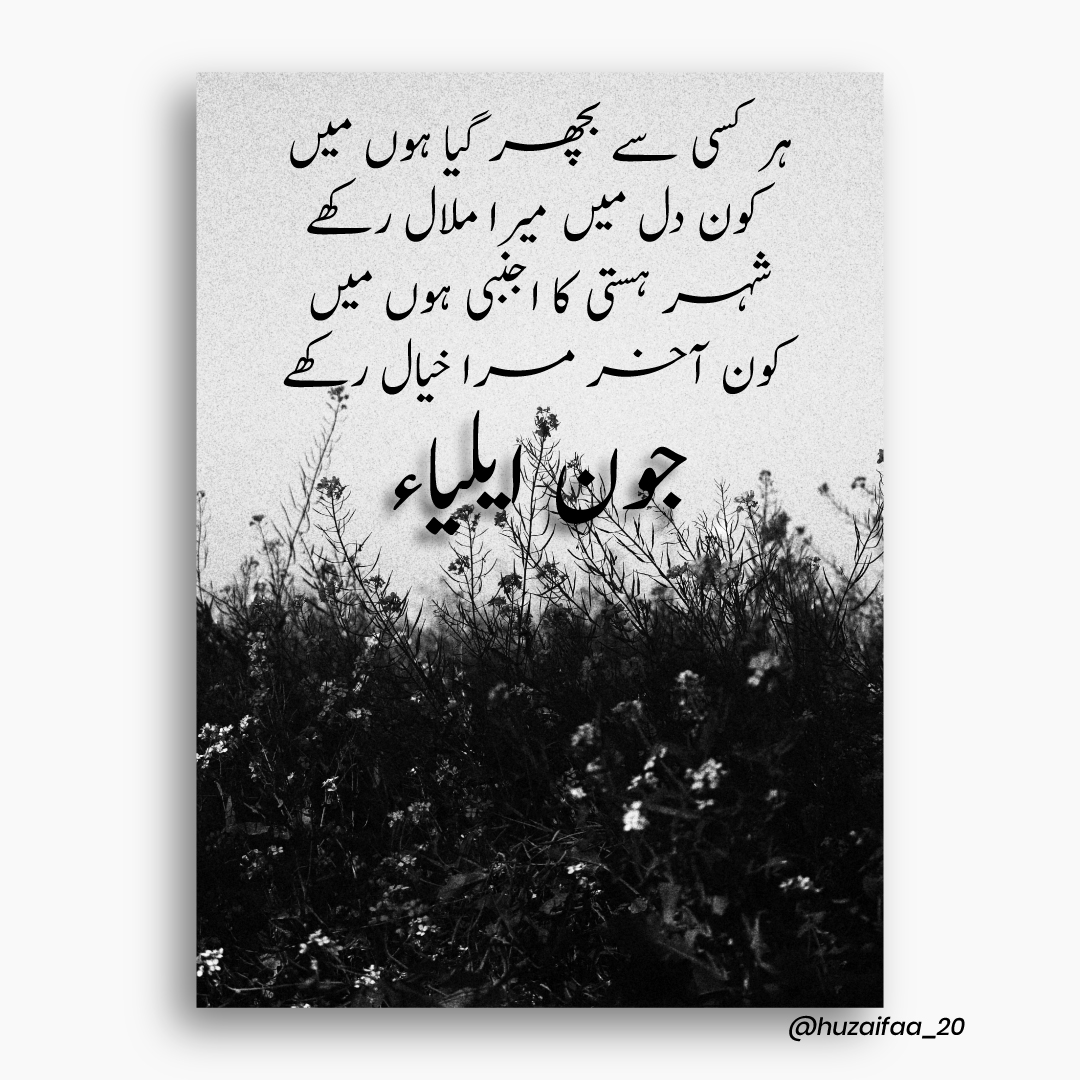 ہر کسی سے بچھر گیا ہوں میں
کون دل میں میرا ملال رکھے
شہر ہستی کا اجنبی ہوں میں
کون آخر مرا خیال رکھے
جون ایلیاء
@huzaifaa_20